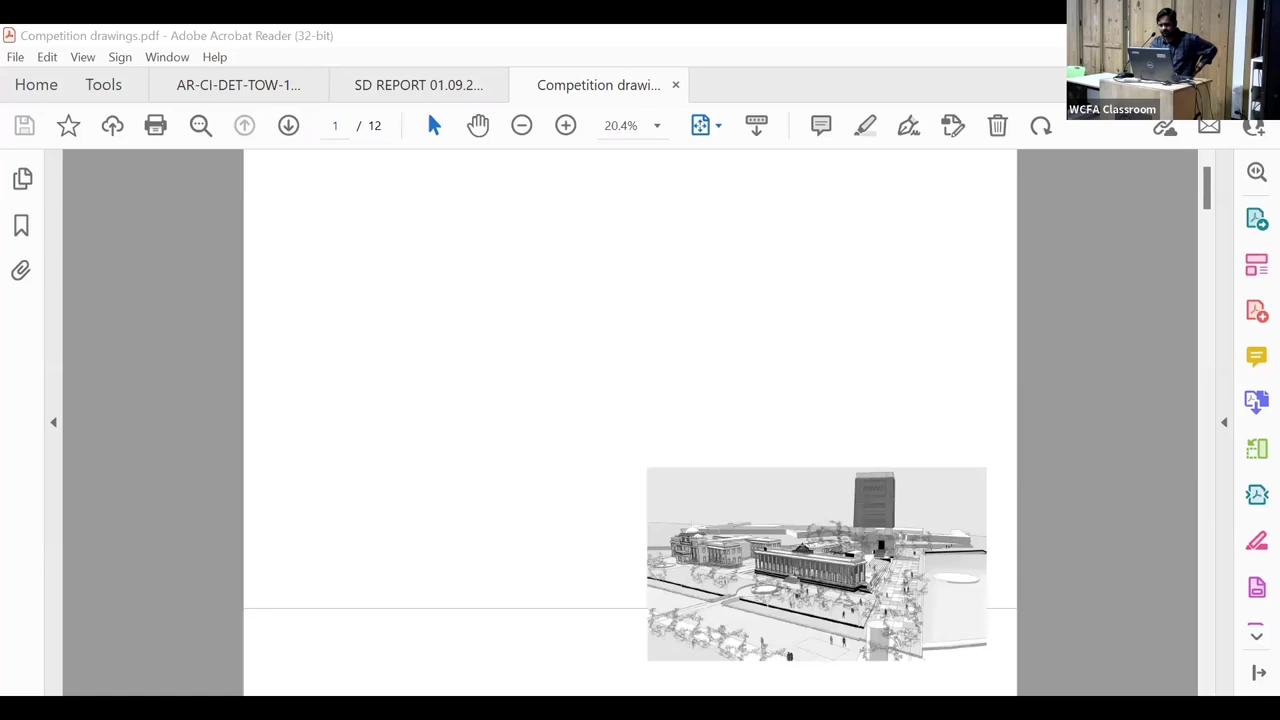 Competition drawings.pdf - Adobe Acrobat Reader (32-bit)
File Edit View Sign Window Help
Home Tools AR-CI-DET-TOW-1... SD REPORT 01.09.2... Competition drawi... ×
1 / 12 20.4%
WCFA Classroom